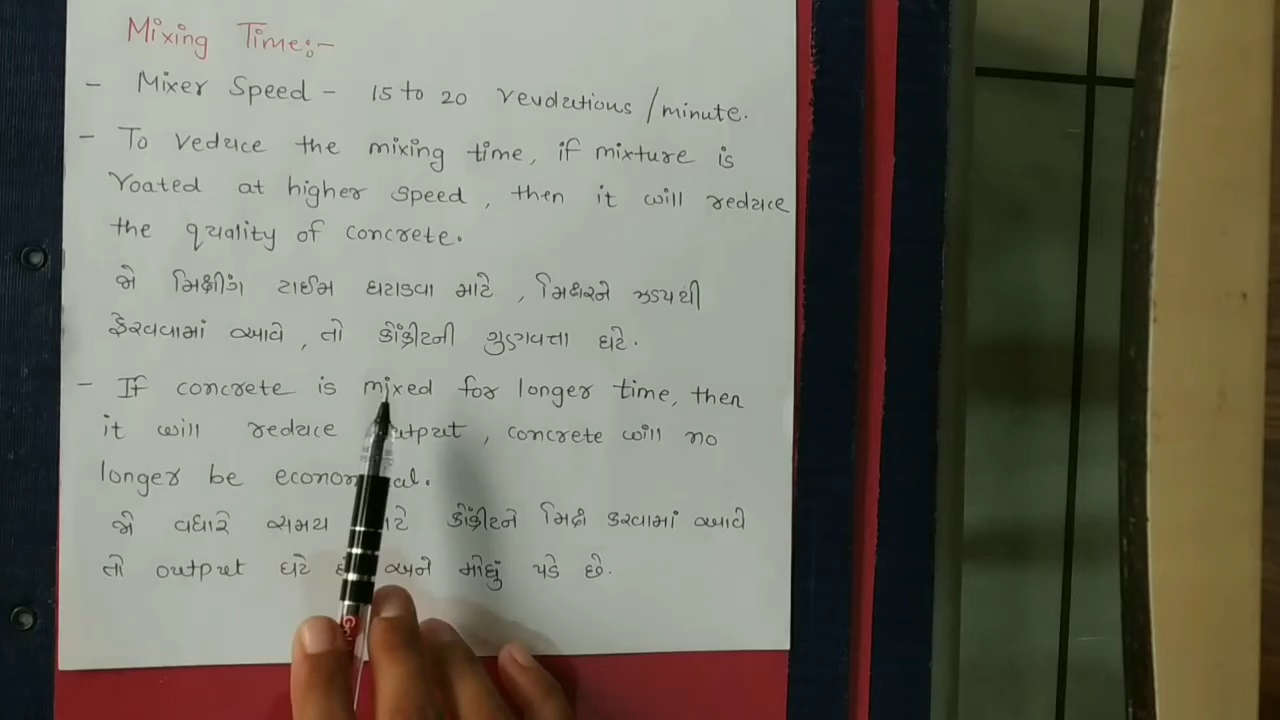 Mixing Time:-
- Mixer Speed - 15 to 20 revolutions /minute.
- To reduce the mixing time, if mixture is
roated at higher speed, then it will reduce
the quality of concrete.
જો મિક્ષીંગ ટાઈમ ઘટાડવા માટે, મિક્ષરને ઝડપથી
ફેરવવામાં આવે, તો કોંક્રીટની ગુણવત્તા ઘટે.
- If concrete is mixed for longer time, then
it will reduce output, concrete will no
longer be economical.
જો વધારે સમય માટે કોંક્રીટને મિક્ષ કરવામાં આવે
તો output ઘટે છે અને મોઘું પડે છે.